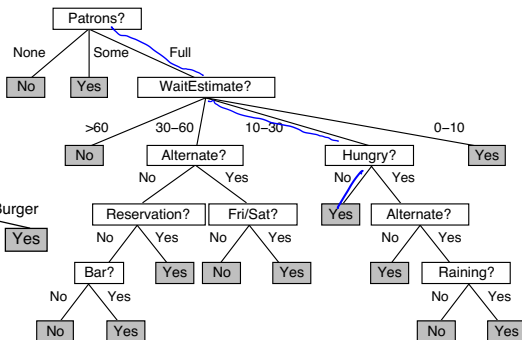 Patrons?
None Some Full
No Yes WaitEstimate?
>60 30–60 10–30 0–10
No Alternate? Hungry? Yes
No Yes No Yes
Burger
Yes Reservation? Fri/Sat? Yes Alternate?
No Yes No Yes No Yes
Bar? Yes No Yes Yes Raining?
No Yes No Yes
No Yes No Yes